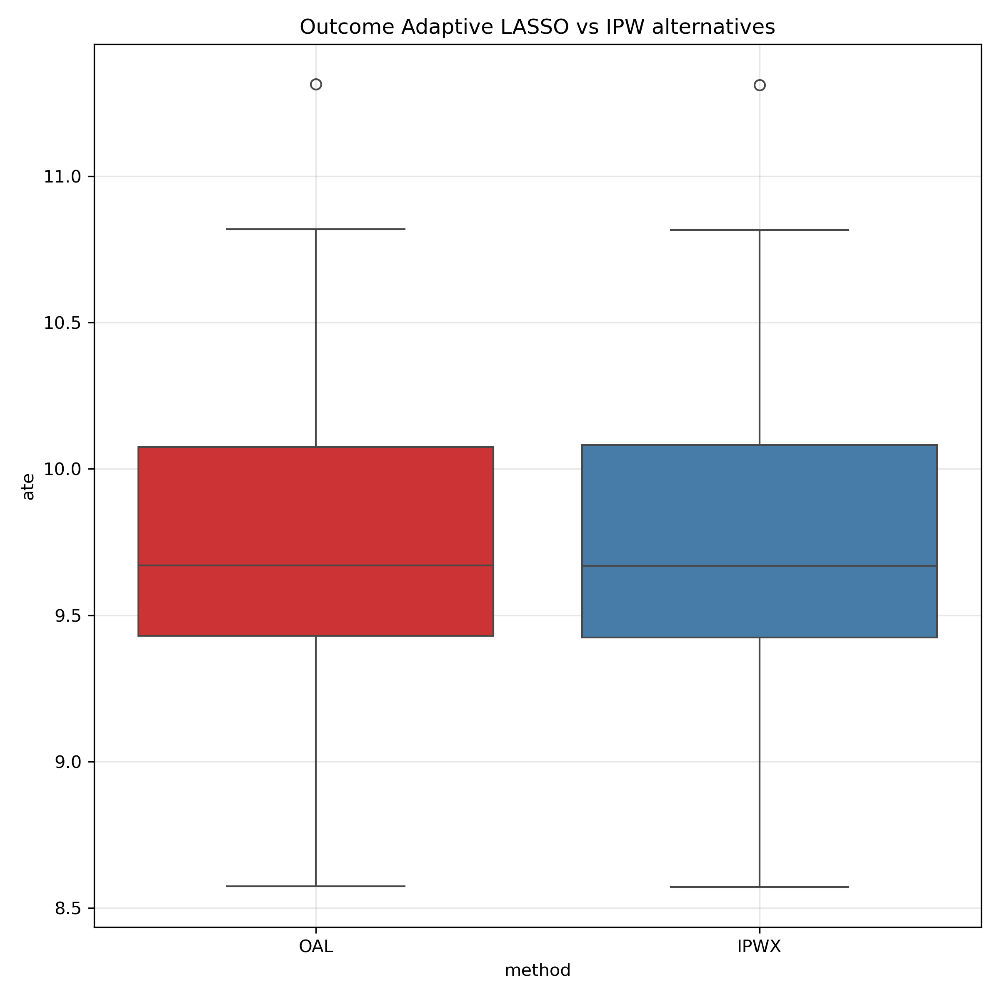 Outcome Adaptive LASSO vs IPW alternatives
11.0
10.5
10.0
9.5
9.0
8.5
ate
OAL
IPWX
method